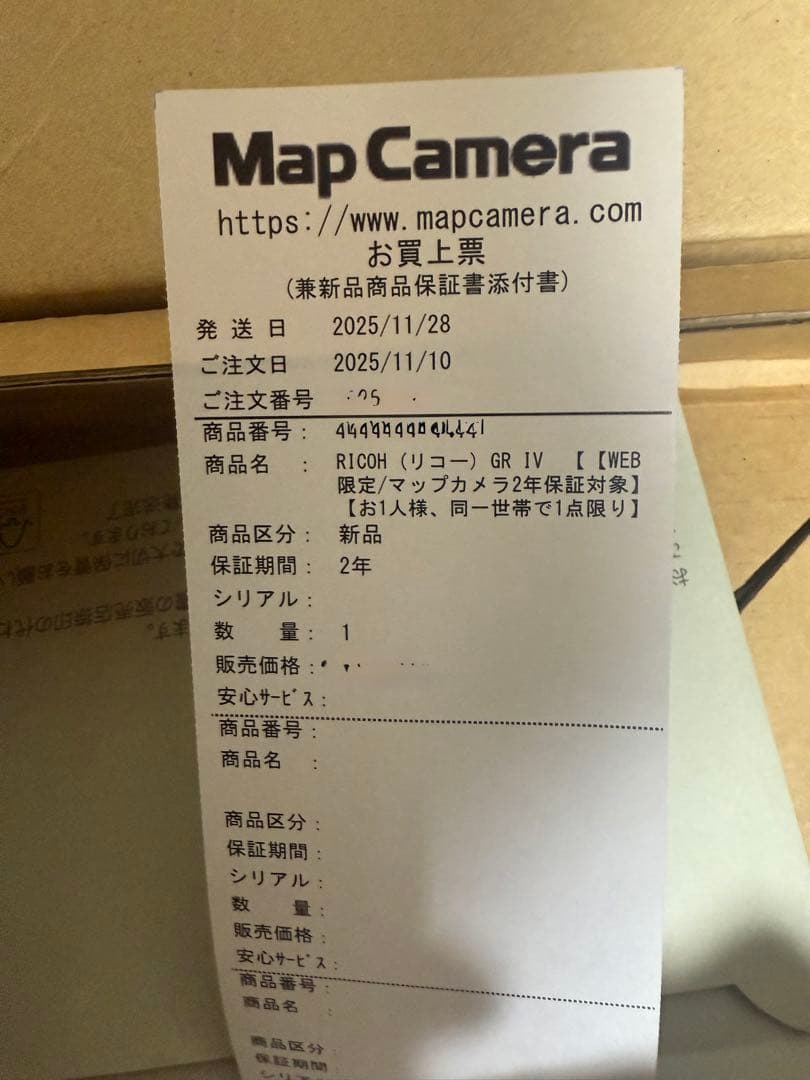 Map Camera
https://www.mapcamera.com
お買上票
(兼新品商品保証書添付書)
発送日 2025/11/28
ご注文日 2025/11/10
ご注文番号
商品番号:
商品名 : RICOH (リコー) GR IV 【【WEB
限定/マップカメラ2年保証対象】
【お1人様、同一世帯で1点限り】
商品区分: 新品
保証期間: 2年
シリアル:
数 量: 1
販売価格:
安心サービス:
商品番号:
商品名 :
商品区分:
保証期間:
シリアル:
数 量:
販売価格:
安心サービス:
商品番号:
商品名 :
商品区分
保証期間
シリアル